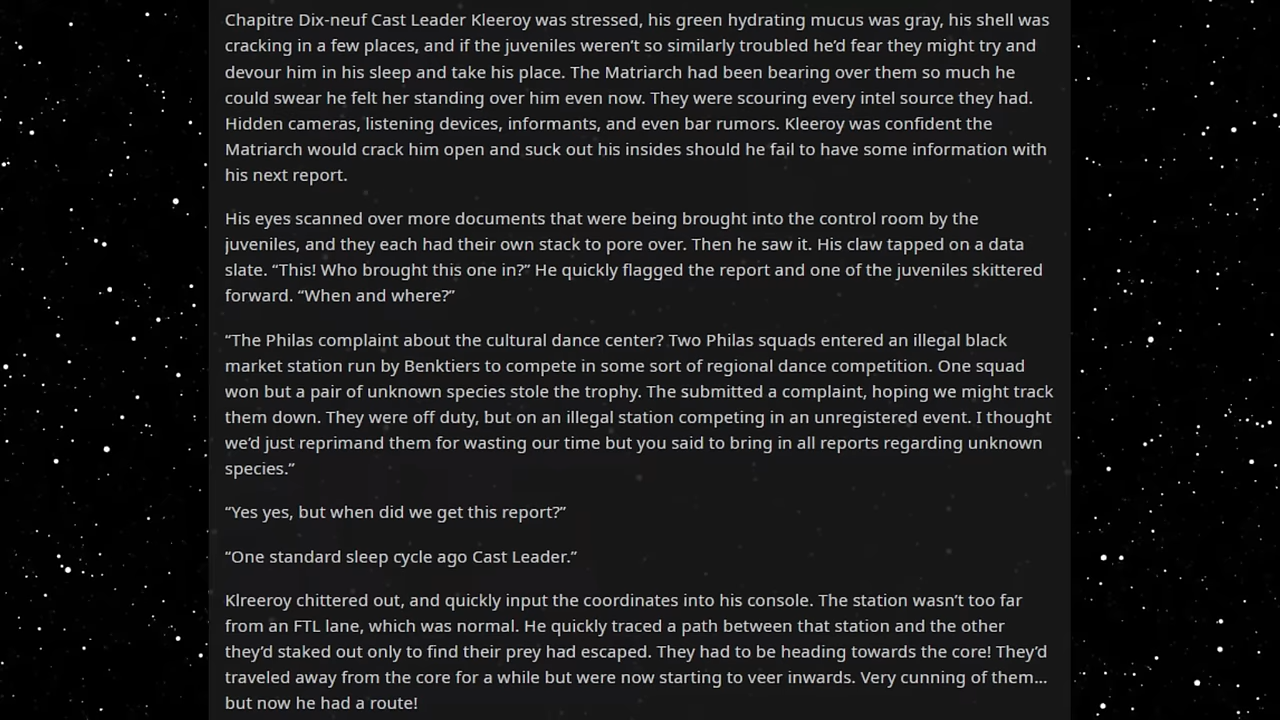 Chapitre Dix-neuf Cast Leader Kleeroy was stressed, his green hydrating mucus was gray, his shell was
cracking in a few places, and if the juveniles weren’t so similarly troubled he’d fear they might try and
devour him in his sleep and take his place. The Matriarch had been bearing over them so much he
could swear he felt her standing over him even now. They were scouring every intel source they had.
Hidden cameras, listening devices, informants, and even bar rumors. Kleeroy was confident the
Matriarch would crack him open and suck out his insides should he fail to have some information with
his next report.
His eyes scanned over more documents that were being brought into the control room by the
juveniles, and they each had their own stack to pore over. Then he saw it. His claw tapped on a data
slate. “This! Who brought this one in?” He quickly flagged the report and one of the juveniles skittered
forward. “When and where?”
“The Philas complaint about the cultural dance center? Two Philas squads entered an illegal black
market station run by Benktiers to compete in some sort of regional dance competition. One squad
won but a pair of unknown species stole the trophy. The submitted a complaint, hoping we might track
them down. They were off duty, but on an illegal station competing in an unregistered event. I thought
we’d just reprimand them for wasting our time but you said to bring in all reports regarding unknown
species.”
“Yes yes, but when did we get this report?”
“One standard sleep cycle ago Cast Leader.”
Klreeroy chittered out, and quickly input the coordinates into his console. The station wasn’t too far
from an FTL lane, which was normal. He quickly traced a path between that station and the other
they’d staked out only to find their prey had escaped. They had to be heading towards the core! They’d
traveled away from the core for a while but were now starting to veer inwards. Very cunning of them…
but now he had a route!